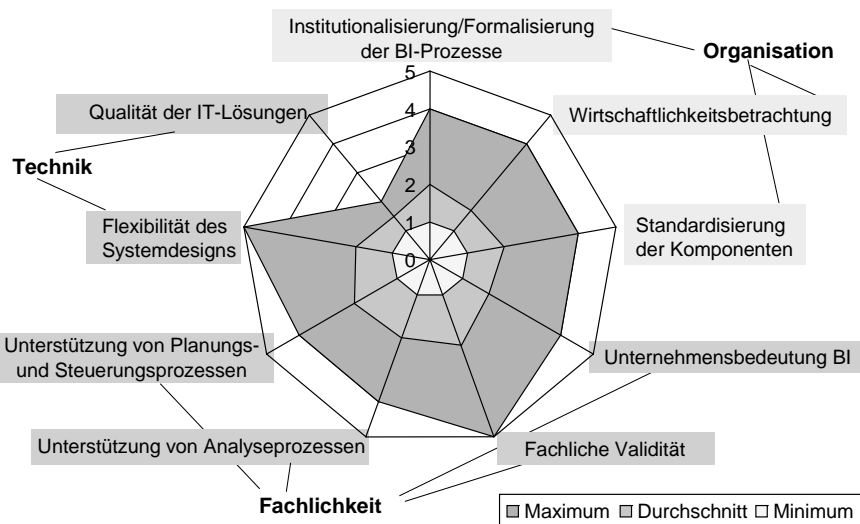 Institutionalisierung/Formalisierung
der BI-Prozesse
Organisation
Qualität der IT-Lösungen
Wirtschaftlichkeitsbetrachtung
Technik
Flexibilität des
Systemdesigns
Standardisierung
der Komponenten
5
4
3
2
1
0
Unterstützung von Planungs-
und Steuerungsprozessen
Unternehmensbedeutung BI
Unterstützung von Analyseprozessen
Fachliche Validität
Fachlichkeit
Maximum Durchschnitt Minimum